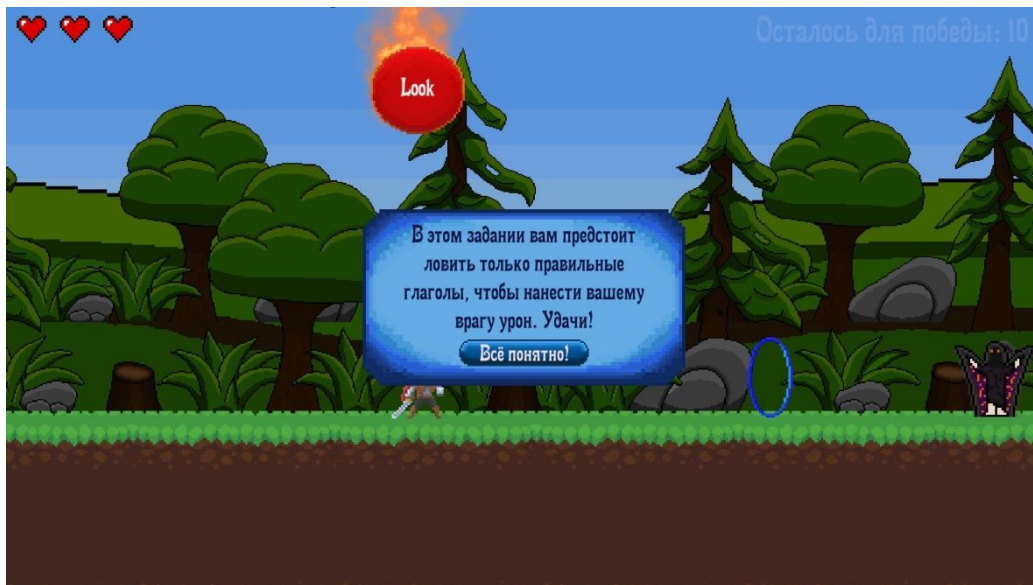 Осталось для победы: 10
Look
В этом задании вам предстоит
ловить только правильные
глаголы, чтобы нанести вашему
врагу урон. Удачи!
Всё понятно!